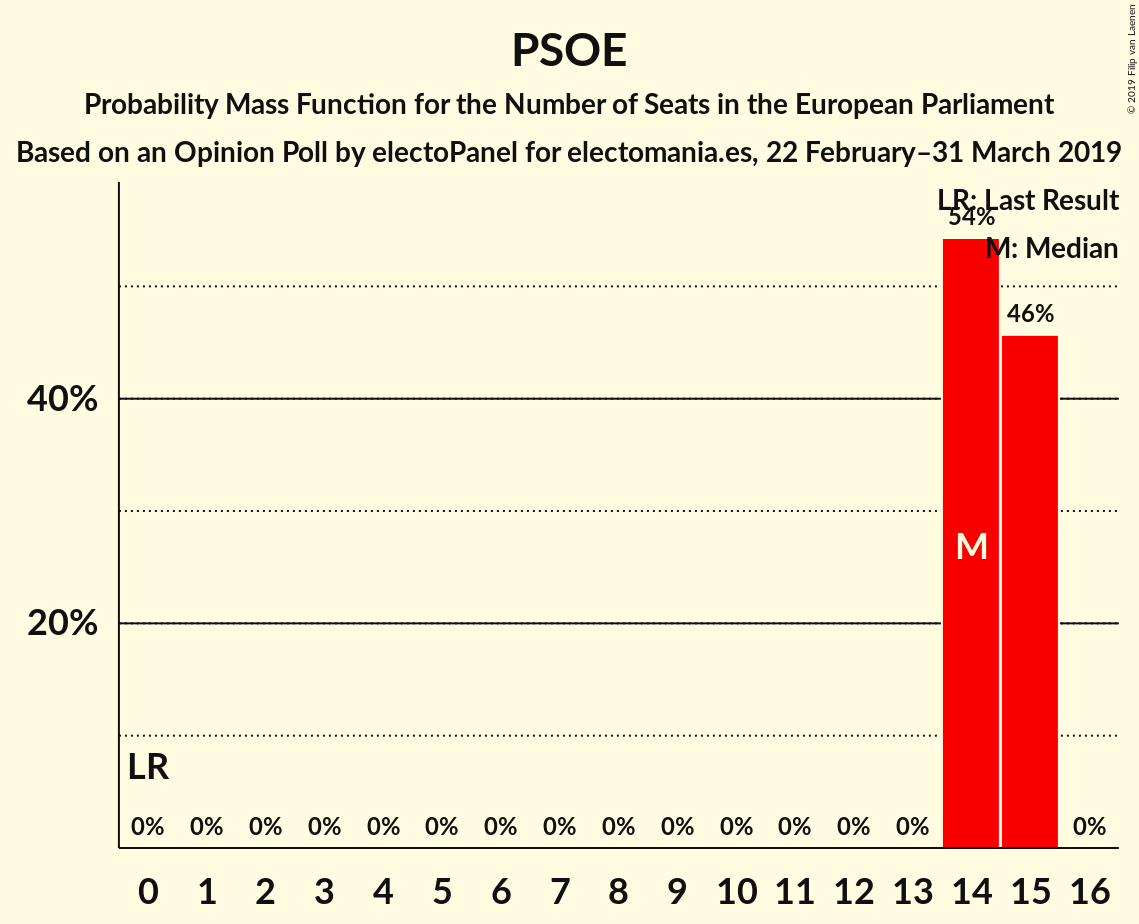 PSOE
Probability Mass Function for the Number of Seats in the European Parliament
Based on an Opinion Poll by electoPanel for electomania.es, 22 February–31 March 2019
© 2019 Filip van Laenen
LR: Last Result
M: Median
54%
46%
40%
20%
M
LR
0% 0% 0% 0% 0% 0% 0% 0% 0% 0% 0% 0% 0% 0% 0%
0 1 2 3 4 5 6 7 8 9 10 11 12 13 14 15 16